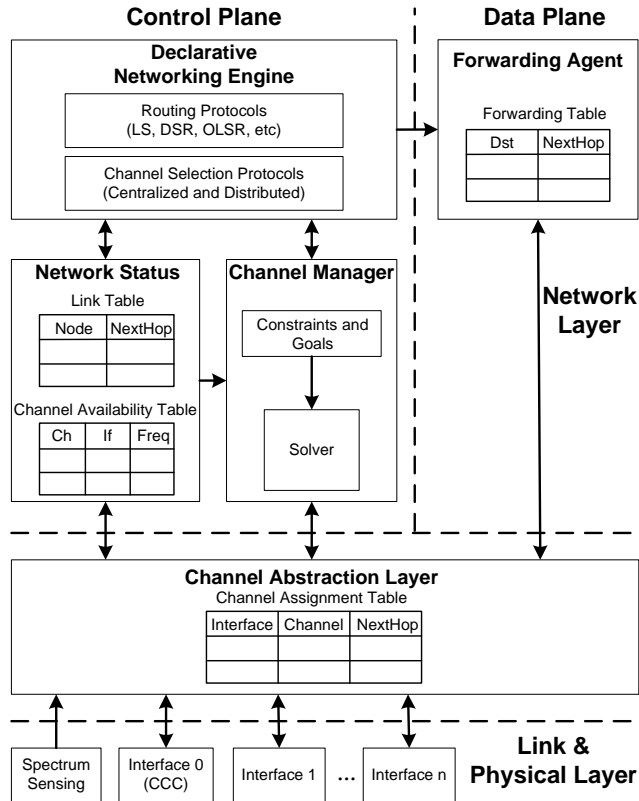 Control Plane
Data Plane
Declarative
Networking Engine
Routing Protocols
(LS, DSR, OLSR, etc)
Channel Selection Protocols
(Centralized and Distributed)
Forwarding Agent
Forwarding Table
Dst NextHop
Network Status
Link Table
Node NextHop
Channel Availability Table
Ch If Freq
Channel Manager
Constraints and
Goals
Solver
Network
Layer
Channel Abstraction Layer
Channel Assignment Table
Interface Channel NextHop
Spectrum
Sensing
Interface 0
(CCC)
Interface 1
...
Interface n
Link &
Physical Layer